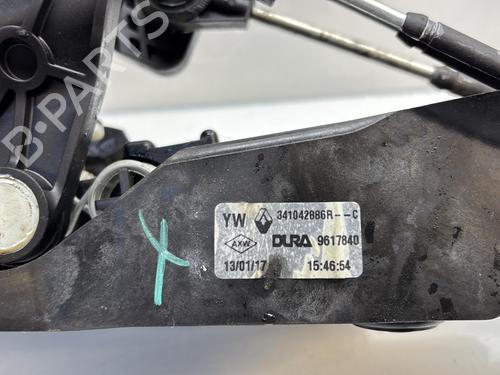 B-PARTS
YW 341042886R--C
AXW DURA 9617840
13/01/17 15:46:54